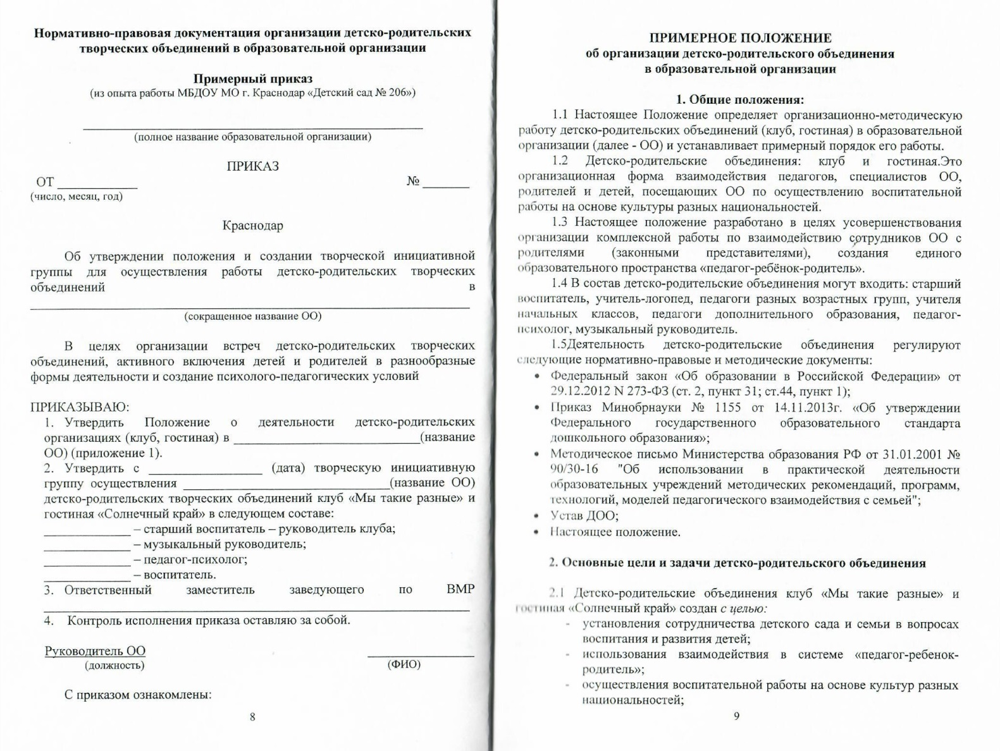 Нормативно-правовая документация организации детско-родительских
творческих объединений в образовательной организации
Примерный приказ
(из опыта работы МБДОУ МО г. Краснодар «Детский сад № 206»)
(полное название образовательной организации)
ПРИКАЗ
ОТ ____________ № _______
(число, месяц, год)
Краснодар
Об утверждении положения и создании творческой инициативной
группы для осуществления работы детско-родительских творческих
объединений в
(сокращенное название ОО)
В целях организации встреч детско-родительских творческих
объединений, активного включения детей и родителей в разнообразные
формы деятельности и создание психолого-педагогических условий
ПРИКАЗЫВАЮ:
1. Утвердить Положение о деятельности детско-родительских
организациях (клуб, гостиная) в ____________________________(название
ОО) (приложение 1).
2. Утвердить с _________________ (дата) творческую инициативную
группу осуществления _______________________________(название ОО)
детско-родительских творческих объединений клуб «Мы такие разные» и
гостиная «Солнечный край» в следующем составе:
_____________ – старший воспитатель – руководитель клуба;
_____________ – музыкальный руководитель;
_____________ – педагог-психолог;
_____________ – воспитатель.
3. Ответственный заместитель заведующего по ВМР
4. Контроль исполнения приказа оставляю за собой.
Руководитель ОО ________________
(должность) (ФИО)
С приказом ознакомлены:
8
ПРИМЕРНОЕ ПОЛОЖЕНИЕ
об организации детско-родительского объединения
в образовательной организации
1. Общие положения:
1.1 Настоящее Положение определяет организационно-методическую
работу детско-родительских объединений (клуб, гостиная) в образовательной
организации (далее - ОО) и устанавливает примерный порядок его работы.
1.2 Детско-родительские объединения: клуб и гостиная.Это
организационная форма взаимодействия педагогов, специалистов ОО,
родителей и детей, посещающих ОО по осуществлению воспитательной
работы на основе культуры разных национальностей.
1.3 Настоящее положение разработано в целях усовершенствования
организации комплексной работы по взаимодействию сотрудников ОО с
родителями (законными представителями), создания единого
образовательного пространства «педагог-ребёнок-родитель».
1.4 В состав детско-родительские объединения могут входить: старший
воспитатель, учитель-логопед, педагоги разных возрастных групп, учителя
начальных классов, педагоги дополнительного образования, педагог-
психолог, музыкальный руководитель.
1.5Деятельность детско-родительские объединения регулируют
следующие нормативно-правовые и методические документы:
• Федеральный закон «Об образовании в Российской Федерации» от
29.12.2012 N 273-ФЗ (ст. 2, пункт 31; ст.44, пункт 1);
• Приказ Минобрнауки № 1155 от 14.11.2013г. «Об утверждении
Федерального государственного образовательного стандарта
дошкольного образования»;
• Методическое письмо Министерства образования РФ от 31.01.2001 №
90/30-16 "Об использовании в практической деятельности
образовательных учреждений методических рекомендаций, программ,
технологий, моделей педагогического взаимодействия с семьей";
• Устав ДОО;
• Настоящее положение.
2. Основные цели и задачи детско-родительского объединения
2.1 Детско-родительские объединения клуб «Мы такие разные» и
гостиная «Солнечный край» создан с целью:
- установления сотрудничества детского сада и семьи в вопросах
воспитания и развития детей;
- использования взаимодействия в системе «педагог-ребенок-
родитель»;
- осуществления воспитательной работы на основе культур разных
национальностей;
9